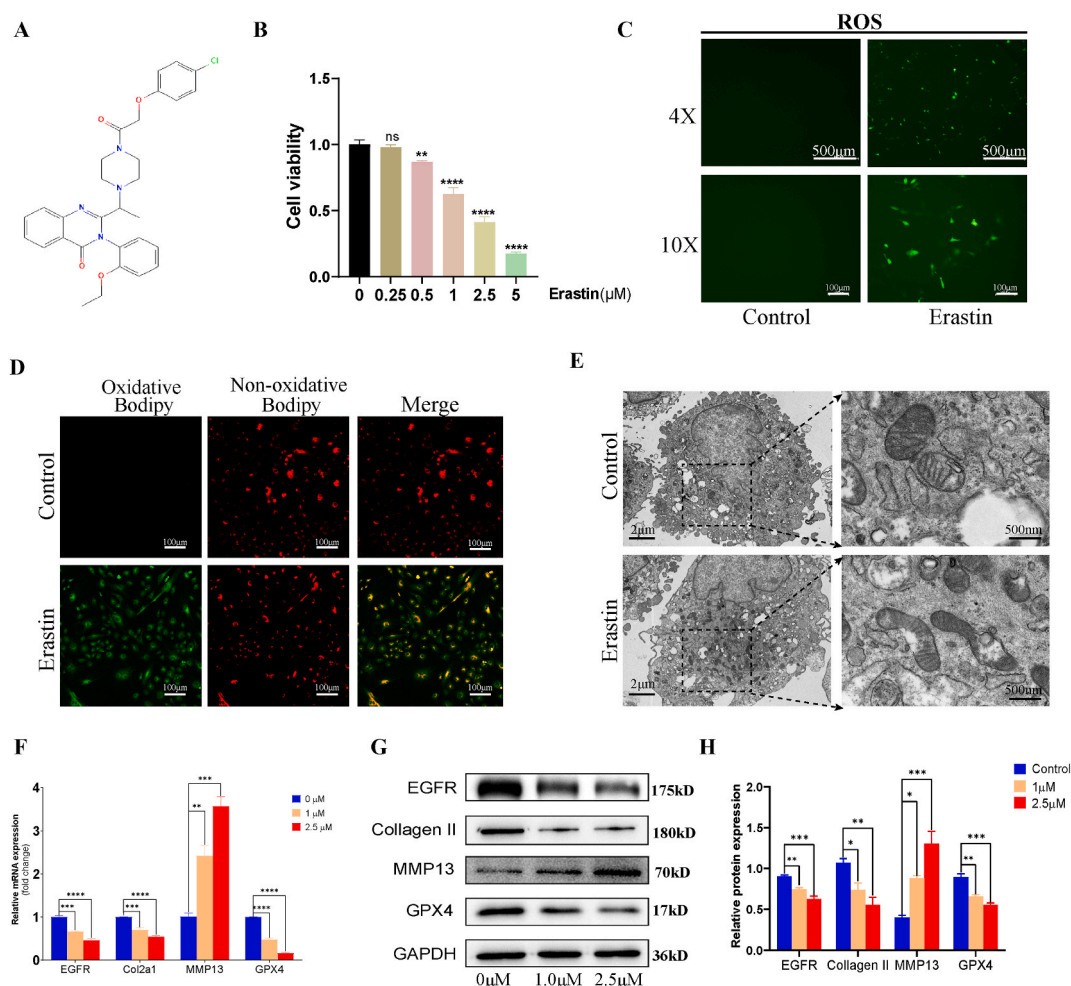 A
Cl
O
O
N
N
N
N
O
O
B
Cell viability
1.5
1.0
0.5
0.0
ns
**
****
****
****
0 0.25 0.5 1 2.5 5 Erastin(μM)
C
ROS
4X
500μm 500μm
10X
100μm 100μm
Control Erastin
D
Oxidative Bodipy
Non-oxidative Bodipy
Merge
Control
100μm 100μm 100μm
Erastin
100μm 100μm 100μm
E
Control
2μm 500nm
Erastin
2μm 500nm
F
Relative mRNA expression
(fold change)
4
3
2
1
0
*** ****
*** ****
** ***
**** ****
0 μM
1 μM
2.5 μM
EGFR Col2a1 MMP13 GPX4
G
EGFR 175kD
Collagen II 180kD
MMP13 70kD
GPX4 17kD
GAPDH 36kD
0μM 1.0μM 2.5μM
H
Relative protein expression
2.0
1.5
1.0
0.5
0.0
** ***
* **
* ***
** ***
Control
1μM
2.5μM
EGFR Collagen II MMP13 GPX4